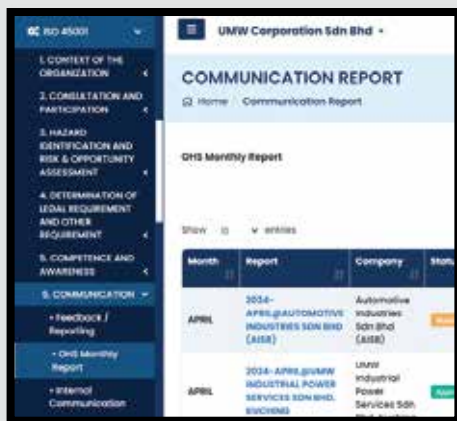 ISO 45001
UMW Corporation Sdn Bhd
1. CONTEXT OF THE
ORGANIZATION
2. CONSULTATION AND
PARTICIPATION
3. HAZARD
IDENTIFICATION AND
RISK & OPPORTUNITY
ASSESSMENT
4. DETERMINATION OF
LEGAL REQUIREMENT
AND OTHER
REQUIREMENT
5. COMPETENCE AND
AWARENESS
• Feedback /
Reporting
• OHS Monthly
Report
• Internal
Communication
COMMUNICATION REPORT
Home / Communication Report
OHS Monthly Report
Show 10 entries
Month Report Company Status
APRIL
2024-
APRIL@AUTOMOTIVE
INDUSTRIES SDN BHD
(AISB)
Automotive
Industries
Sdn Bhd
(AISB)
APRIL
2024-APRIL@UMW
INDUSTRIAL POWER
SERVICES SDN BHD,
KUCHING
UMW
Industrial
Power
Services Sdn